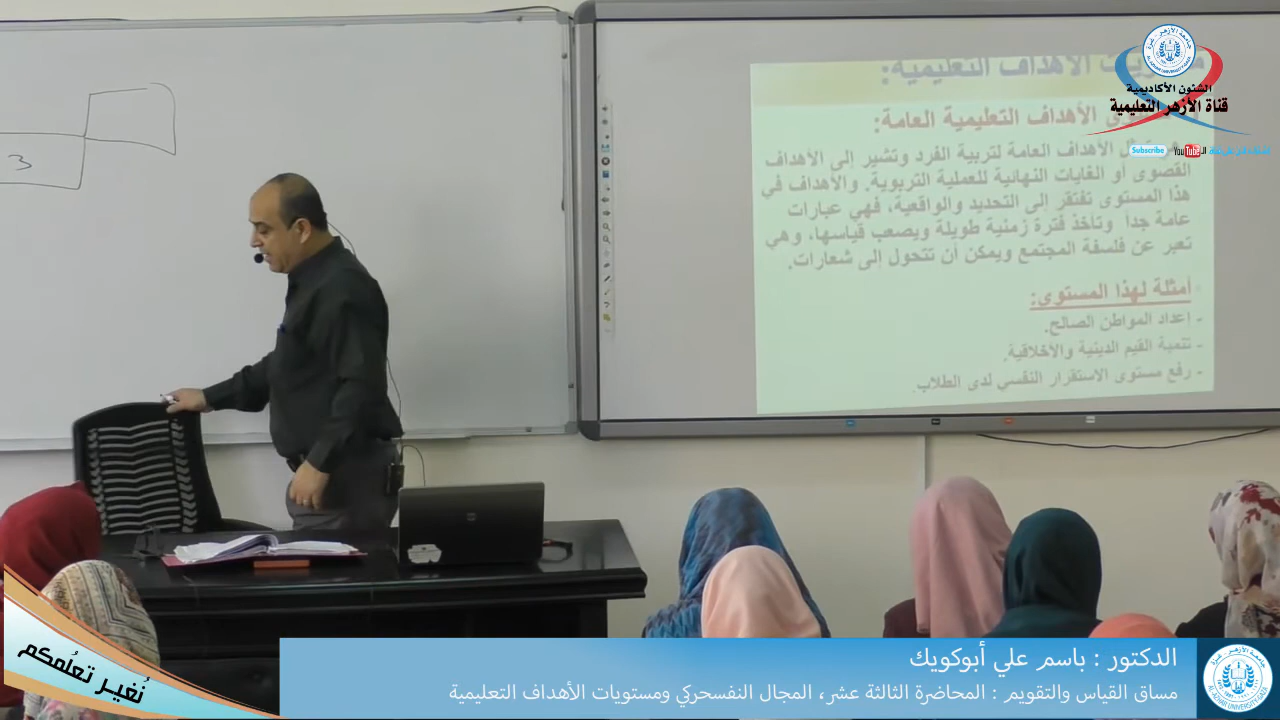 3
الأهداف التعليمية:
الأهداف التعليمية العامة:
الأهداف العامة لتربية الفرد وتشير إلى الأهداف
القصوى أو الغايات النهائية للعملية التربوية. والأهداف في
هذا المستوى تفتقر إلى التحديد والواقعية، فهي عبارات
عامة جداً وتأخذ فترة زمنية طويلة ويصعب قياسها، وهي
تعبر عن فلسفة المجتمع ويمكن أن تتحول إلى شعارات.
أمثلة لهذا المستوى:
- إعداد المواطن الصالح.
- تنمية القيم الدينية والأخلاقية.
- رفع مستوى الاستقرار النفسي لدى الطلاب.
الشئون الأكاديمية
قناة الأزهر التعليمية
Subscribe YouTube
نُغيـر تعلُمكم
الدكتور : باسم علي أبوكويك
مساق القياس والتقويم : المحاضرة الثالثة عشر، المجال النفسحركي ومستويات الأهداف التعليمية